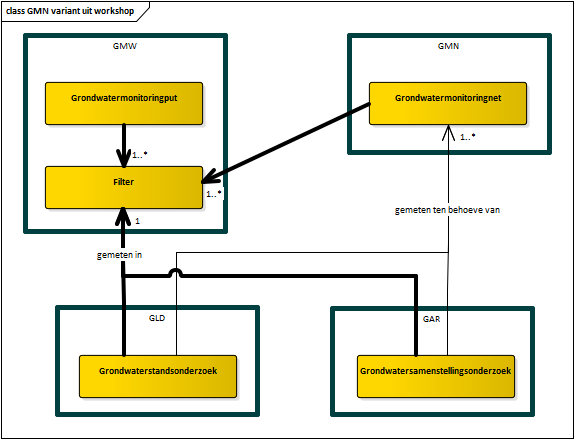 class GMN variant uit workshop
GMW
GMN
Grondwatermonitoringput
Grondwatermonitoringnet
1..*
1..*
Filter
1..*
1
gemeten ten behoeve van
gemeten in
GLD
GAR
Grondwaterstandsonderzoek
Grondwatersamenstellingsonderzoek